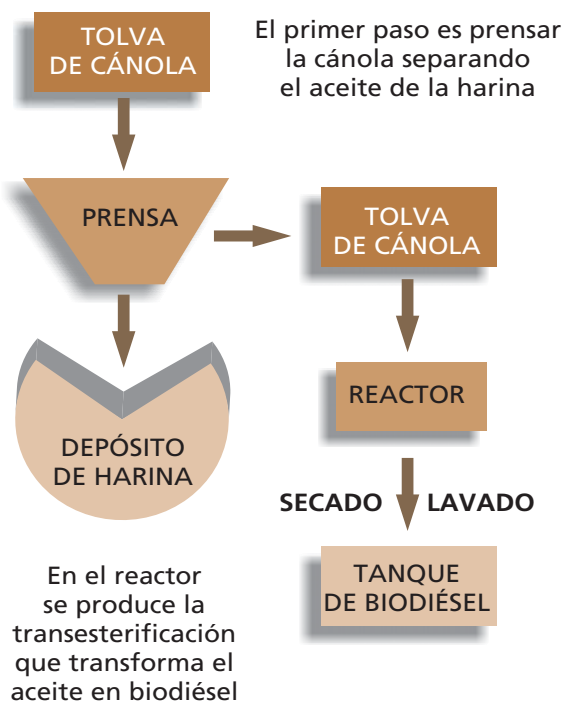 TOLVA
DE CÁNOLA
El primer paso es prensar
la cánola separando
el aceite de la harina
PRENSA
TOLVA
DE CÁNOLA
REACTOR
DEPÓSITO
DE HARINA
SECADO LAVADO
TANQUE
DE BIODIÉSEL
En el reactor
se produce la
transesterificación
que transforma el
aceite en biodiésel